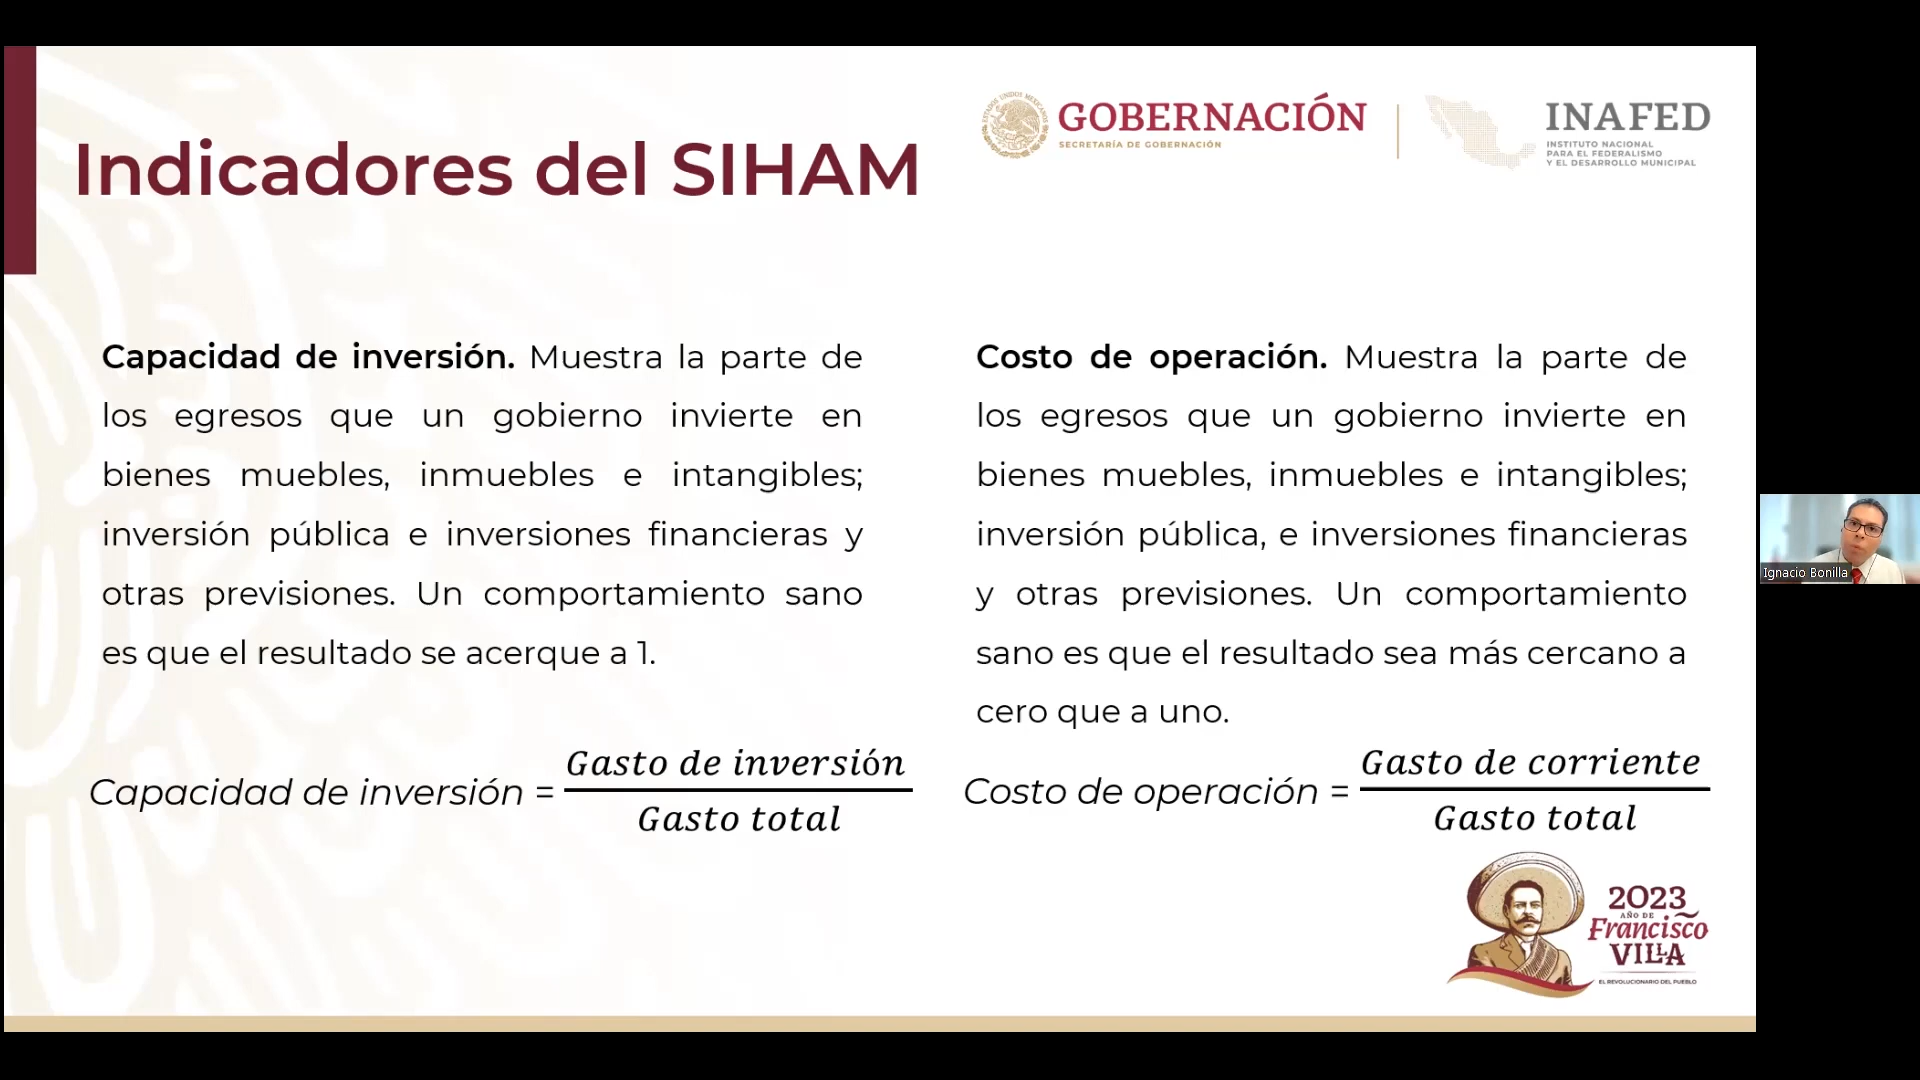 Indicadores del SIHAM
ESTADOS UNIDOS MEXICANOS
GOBERNACIÓN
SECRETARÍA DE GOBERNACIÓN
INAFED
INSTITUTO NACIONAL
PARA EL FEDERALISMO
Y EL DESARROLLO MUNICIPAL
Capacidad de inversión. Muestra la parte de
los egresos que un gobierno invierte en
bienes muebles, inmuebles e intangibles;
inversión pública e inversiones financieras y
otras previsiones. Un comportamiento sano
es que el resultado se acerque a 1.
Capacidad de inversión = Gasto de inversión
Gasto total
Costo de operación. Muestra la parte de
los egresos que un gobierno invierte en
bienes muebles, inmuebles e intangibles;
inversión pública, e inversiones financieras
y otras previsiones. Un comportamiento
sano es que el resultado sea más cercano a
cero que a uno.
Costo de operación = Gasto de corriente
Gasto total
2023
AÑO DE
Francisco
VILLA
EL REVOLUCIONARIO DEL PUEBLO
Ignacio Bonilla